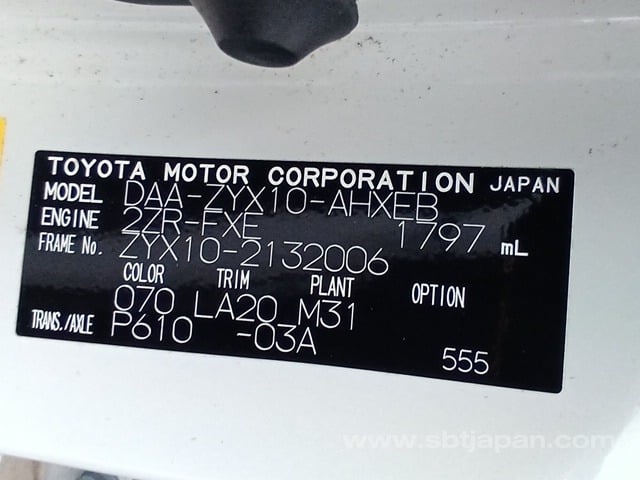 TOYOTA MOTOR CORPORATION JAPAN
MODEL DAA-ZYX10-AHXEB
ENGINE 2ZR-FXE 1797 mL
FRAME No. ZYX10-2132006
COLOR TRIM PLANT OPTION
070 LA20 M31
TRANS./AXLE P610 -03A
555
www.sbtjapan.com